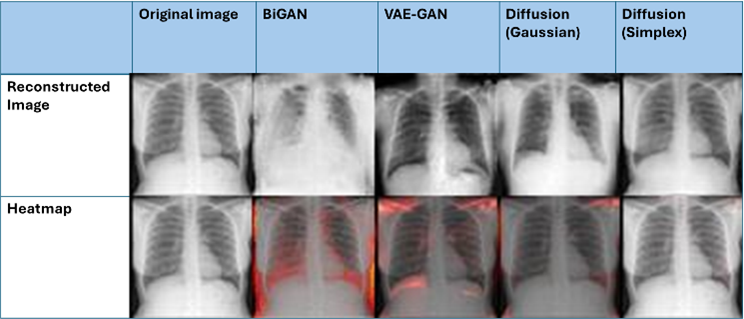 Original image
BiGAN
VAE-GAN
Diffusion
(Gaussian)
Diffusion
(Simplex)
Reconstructed
Image
Heatmap